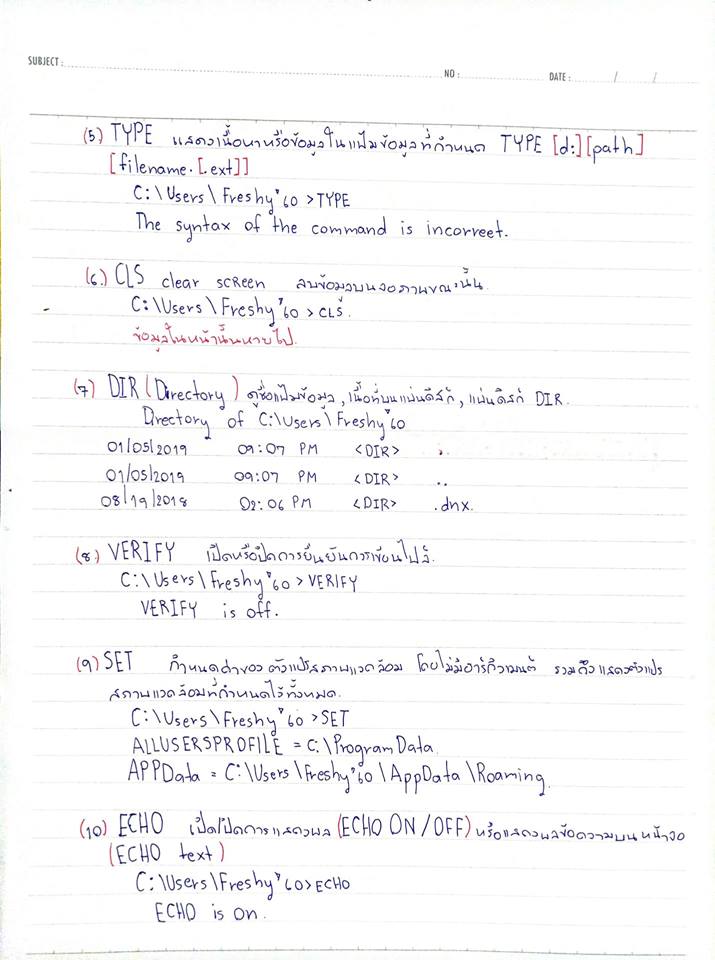 SUBJECT :
NO :
DATE : / /
(5) TYPE แสดงเนื้อหาหรือข้อมูลในแฟ้มข้อมูลที่กำหนด TYPE [d:][path]
[filename.[.ext]]
C:\Users\Freshy'60 >TYPE
The syntax of the command is incorreet.
(6.) CLS clear screen ลบข้อมูลบนจอภาพขณะนั้น
C:\Users\Freshy'60 > CLS.
ข้อมูลในหน้านั้นหายไป.
(7) DIR (Directory) ดูชื่อแฟ้มข้อมูล, เนื้อที่บนแผ่นดิสก์, แผ่นดิสก์ DIR.
Directory of C:\Users\Freshy'60
01/05/2019 09:07 PM <DIR> .
01/05/2019 09:07 PM <DIR> ..
08/19/2018 02:06 PM <DIR> .dnx.
(8.) VERIFY เปิดหรือปิดการยืนยันการเขียนไฟล์.
C:\Users\Freshy'60 > VERIFY
VERIFY is off.
(9) SET กำหนดค่าของตัวแปรสภาพแวดล้อม โดยไม่มีอาร์กิวเมนต์ รวมถึงแสดงตัวแปร
สภาพแวดล้อมที่กำหนดไว้ทั้งหมด.
C:\Users\Freshy'60 >SET
ALLUSERSPROFILE = C:\ProgramData.
APPData = C:\Users\Freshy'60\AppData\Roaming.
(10) ECHO เปิด/ปิดการแสดงผล (ECHO ON/OFF) หรือแสดงผลข้อความบนหน้าจอ
(ECHO text)
C:\Users\Freshy'60>ECHO
ECHO is On.